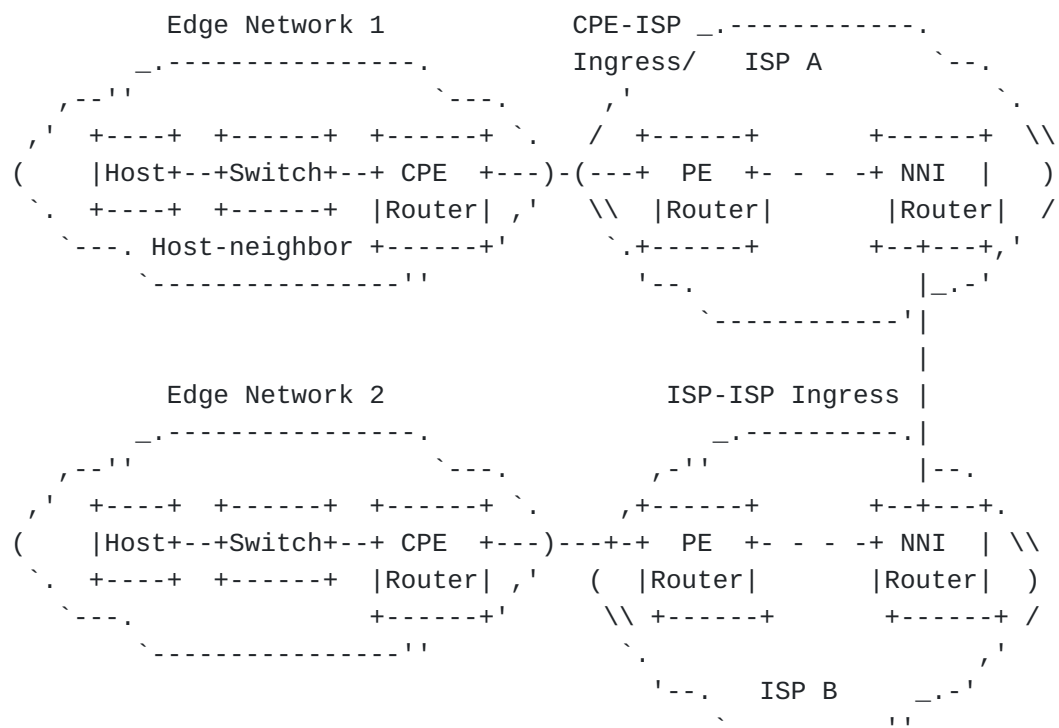 Edge Network 1 CPE-ISP _.------------.
_.----------------. Ingress/ ISP A `--.
,--'' `---. ,' `.
,' +----+ +------+ +------+ `. / +------+ +------+ \\
( |Host+--+Switch+--+ CPE +---)-(---+ PE +- - - -+ NNI | )
`. +----+ +------+ |Router| ,' \\ |Router| |Router| /
`---. Host-neighbor +------+' `.+------+ +--+---+,'
`----------------'' '--. |_.-'
`------------'|
|
Edge Network 2 ISP-ISP Ingress |
_.----------------. _.----------.|
,--'' `---. ,-'' |--.
,' +----+ +------+ +------+ `. ,+------+ +--+---+.
( |Host+--+Switch+--+ CPE +---)---+-+ PE +- - - -+ NNI | \\
`. +----+ +------+ |Router| ,' ( |Router| |Router| )
`---. +------+' \\ +------+ +------+ /
`----------------'' `. ,'
'--. ISP B _.-'
` ''